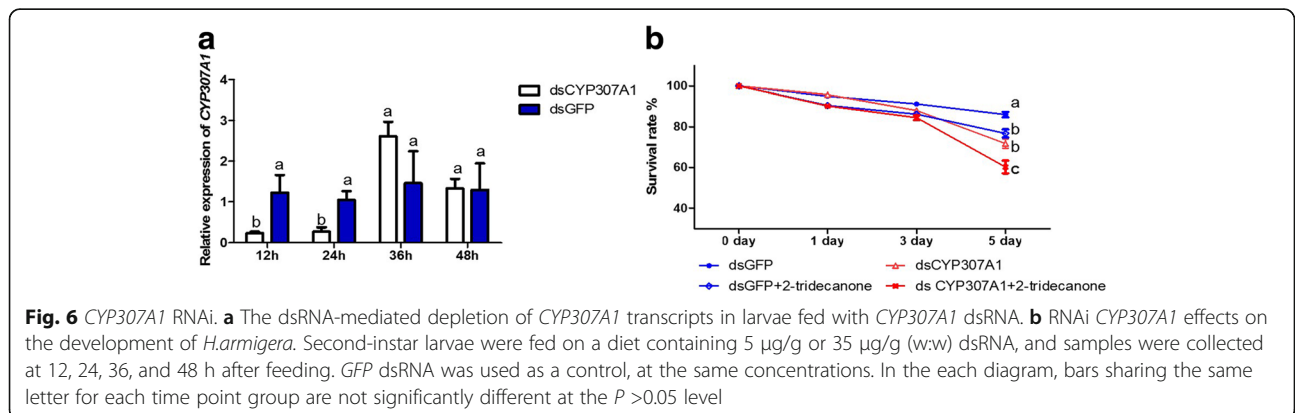 a
b
Relative expression of CYP307A1
4
3
2
1
0
b
a
b
a
a
a
a
a
12h
24h
36h
48h
dsCYP307A1
dsGFP
Survival rate %
100
80
60
40
a
b
b
c
0 day
1 day
3 day
5 day
dsGFP
dsCYP307A1
dsGFP+2-tridecanone
ds CYP307A1+2-tridecanone
Fig. 6 CYP307A1 RNAi. a The dsRNA-mediated depletion of CYP307A1 transcripts in larvae fed with CYP307A1 dsRNA. b RNAi CYP307A1 effects on
the development of H.armigera. Second-instar larvae were fed on a diet containing 5 μg/g or 35 μg/g (w:w) dsRNA, and samples were collected
at 12, 24, 36, and 48 h after feeding. GFP dsRNA was used as a control, at the same concentrations. In the each diagram, bars sharing the same
letter for each time point group are not significantly different at the P >0.05 level